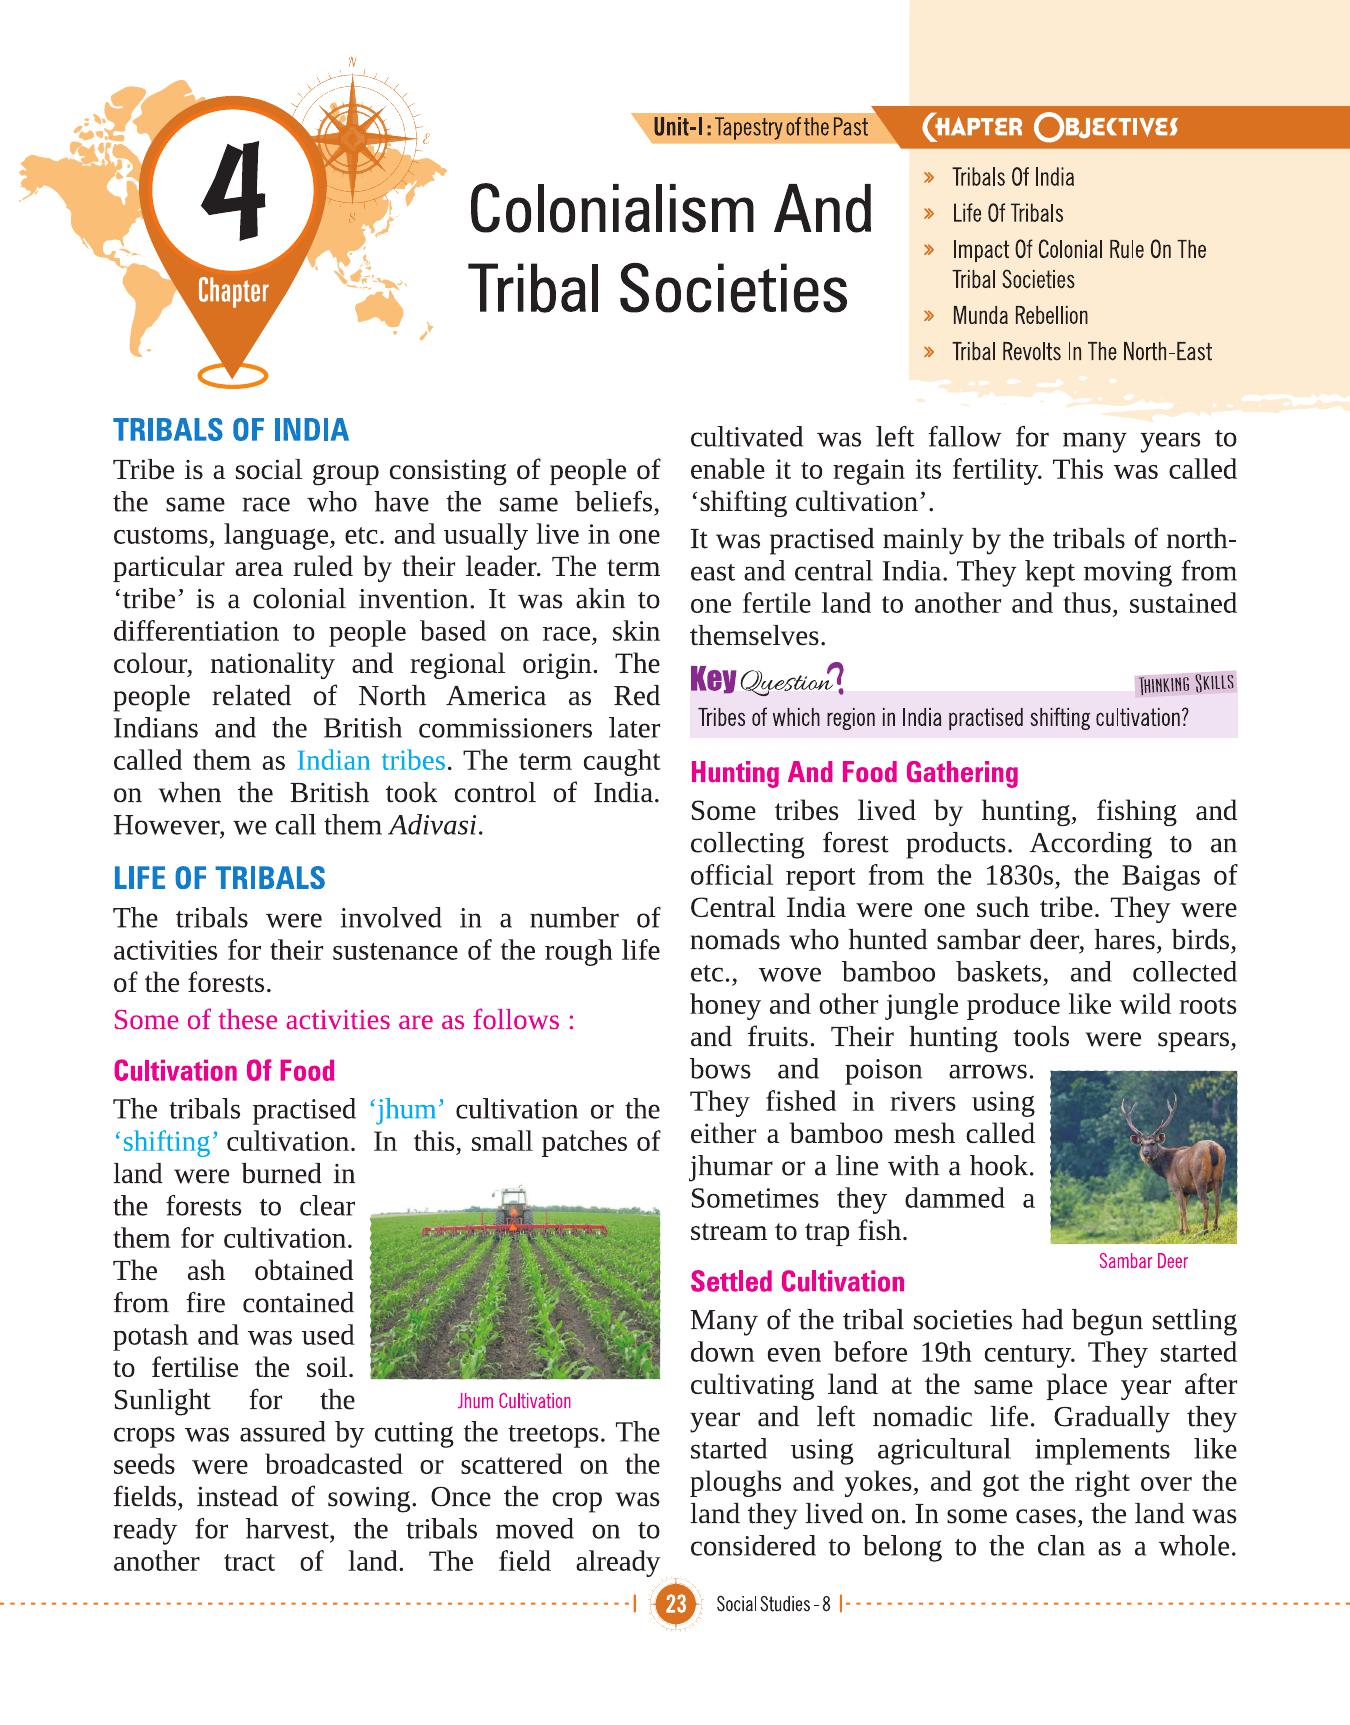 N
E
S
4
Chapter
Unit-I : Tapestry of the Past
Colonialism And
Tribal Societies
CHAPTER OBJECTIVES
» Tribals Of India
» Life Of Tribals
» Impact Of Colonial Rule On The
Tribal Societies
» Munda Rebellion
» Tribal Revolts In The North-East
TRIBALS OF INDIA
Tribe is a social group consisting of people of
the same race who have the same beliefs,
customs, language, etc. and usually live in one
particular area ruled by their leader. The term
‘tribe’ is a colonial invention. It was akin to
differentiation to people based on race, skin
colour, nationality and regional origin. The
people related of North America as Red
Indians and the British commissioners later
called them as Indian tribes. The term caught
on when the British took control of India.
However, we call them Adivasi.
LIFE OF TRIBALS
The tribals were involved in a number of
activities for their sustenance of the rough life
of the forests.
Some of these activities are as follows :
Cultivation Of Food
The tribals practised ‘jhum’ cultivation or the
‘shifting’ cultivation. In this, small patches of
land were burned in
the forests to clear
them for cultivation.
The ash obtained
from fire contained
potash and was used
to fertilise the soil.
Sunlight for the
Jhum Cultivation
crops was assured by cutting the treetops. The
seeds were broadcasted or scattered on the
fields, instead of sowing. Once the crop was
ready for harvest, the tribals moved on to
another tract of land. The field already
cultivated was left fallow for many years to
enable it to regain its fertility. This was called
‘shifting cultivation’.
It was practised mainly by the tribals of north-
east and central India. They kept moving from
one fertile land to another and thus, sustained
themselves.
Key Question?
THINKING SKILLS
Tribes of which region in India practised shifting cultivation?
Hunting And Food Gathering
Some tribes lived by hunting, fishing and
collecting forest products. According to an
official report from the 1830s, the Baigas of
Central India were one such tribe. They were
nomads who hunted sambar deer, hares, birds,
etc., wove bamboo baskets, and collected
honey and other jungle produce like wild roots
and fruits. Their hunting tools were spears,
bows and poison arrows.
They fished in rivers using
either a bamboo mesh called
jhumar or a line with a hook.
Sometimes they dammed a
stream to trap fish.
Sambar Deer
Settled Cultivation
Many of the tribal societies had begun settling
down even before 19th century. They started
cultivating land at the same place year after
year and left nomadic life. Gradually they
started using agricultural implements like
ploughs and yokes, and got the right over the
land they lived on. In some cases, the land was
considered to belong to the clan as a whole.
23
Social Studies - 8